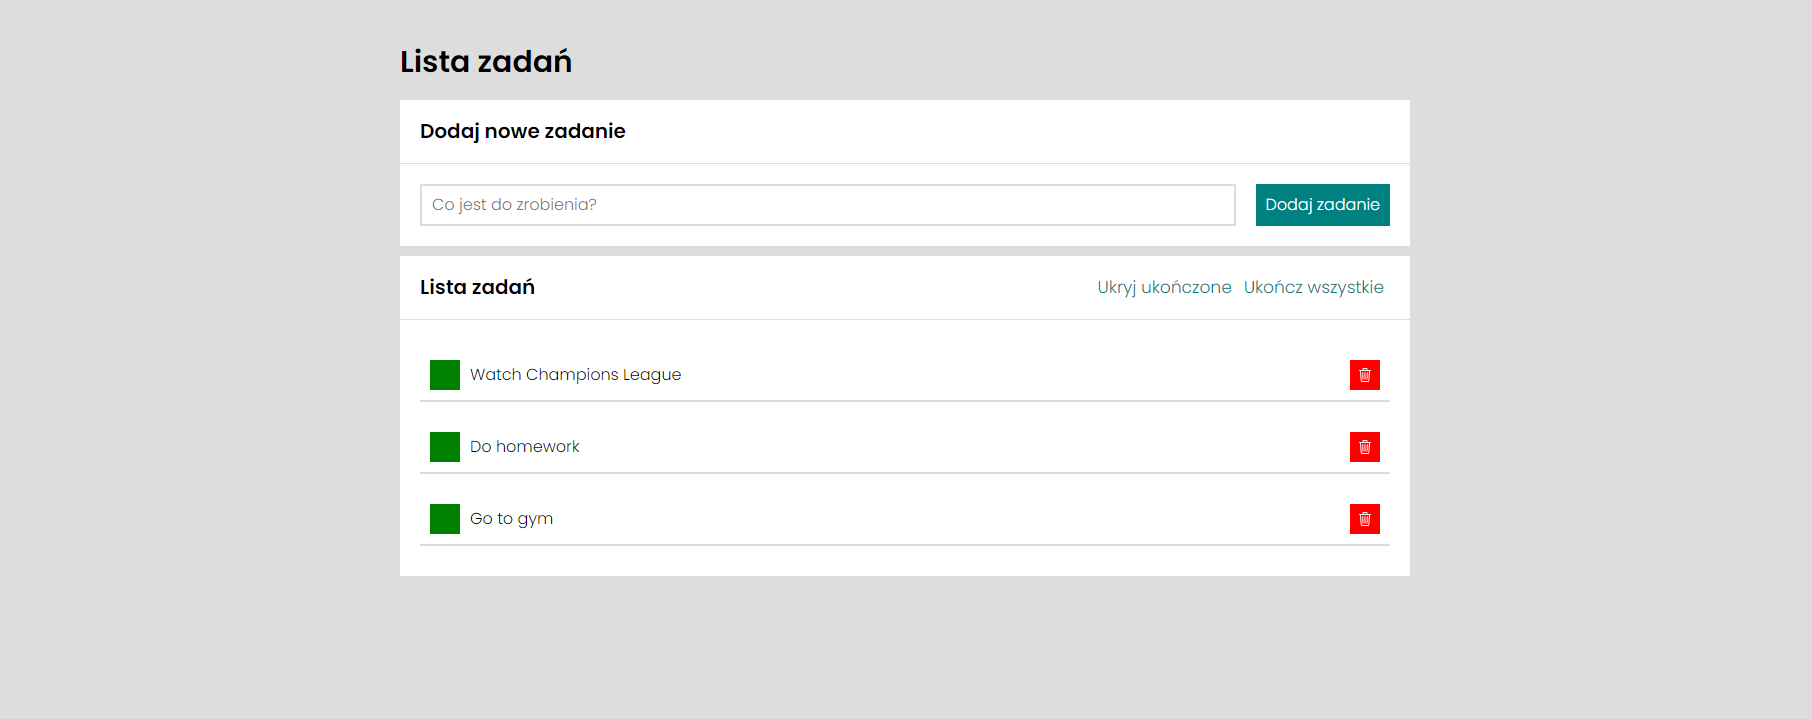 Lista zadań
Dodaj nowe zadanie
Co jest do zrobienia?
Dodaj zadanie
Lista zadań
Ukryj ukończone
Ukończ wszystkie
Watch Champions League
Do homework
Go to gym